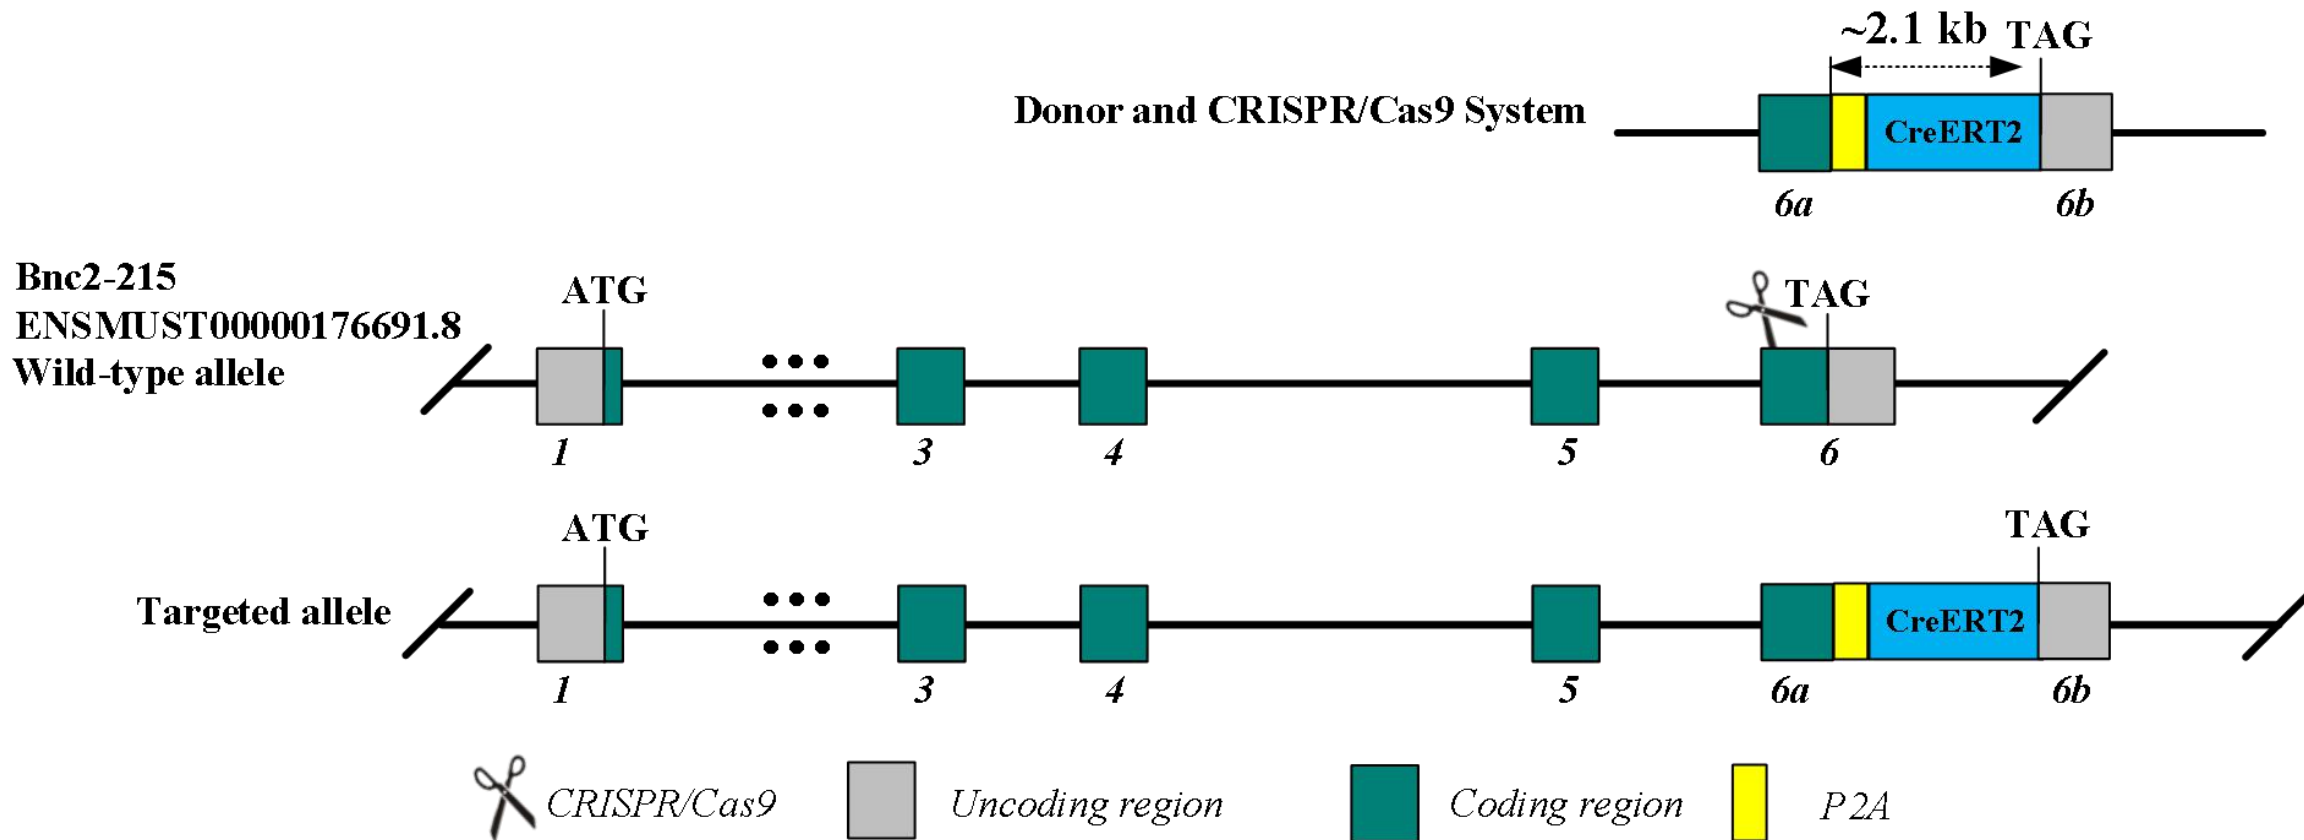 ~2.1 kb TAG
Donor and CRISPR/Cas9 System
CreERT2
6a 6b
Bnc2-215
ENSMUST00000176691.8
Wild-type allele
ATG TAG
1 3 4 5 6
ATG TAG
Targeted allele
CreERT2
1 3 4 5 6a 6b
CRISPR/Cas9 Uncoding region Coding region P2A